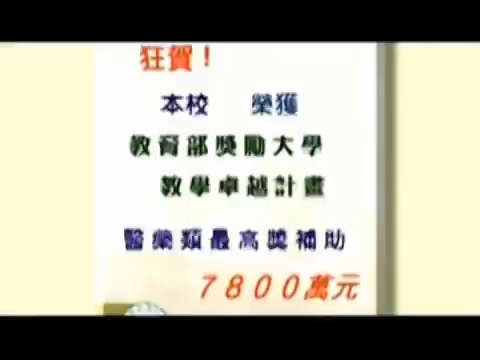 狂賀！
本校 榮獲
教育部獎勵大學
教學卓越計畫
醫藥類最高獎補助
7800萬元